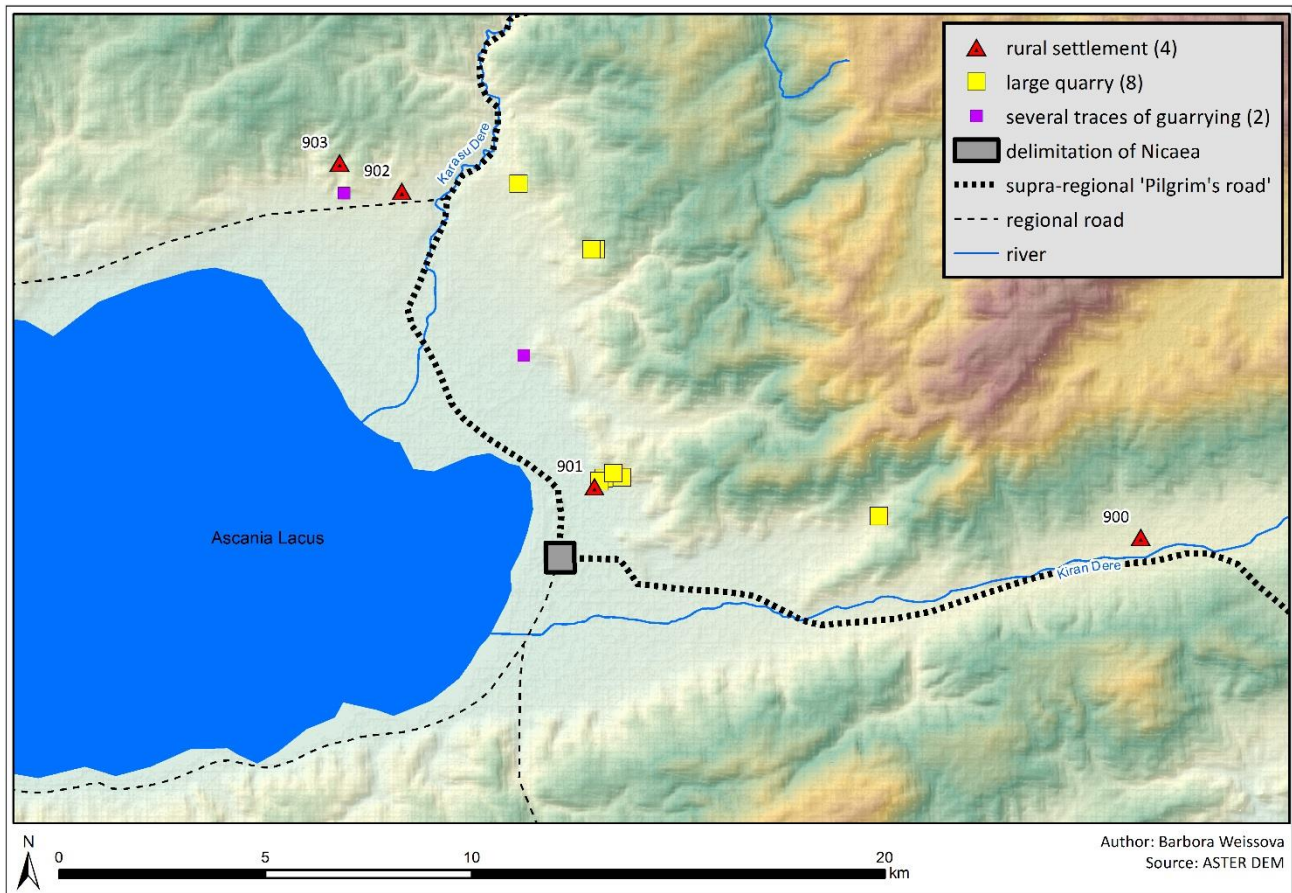 rural settlement (4)
large quarry (8)
several traces of guarrying (2)
delimitation of Nicaea
supra-regional 'Pilgrim's road'
regional road
river
Karasu Dere
903
902
901
900
Ascania Lacus
Kiran Dere
N
0 5 10 20
km
Author: Barbora Weissova
Source: ASTER DEM